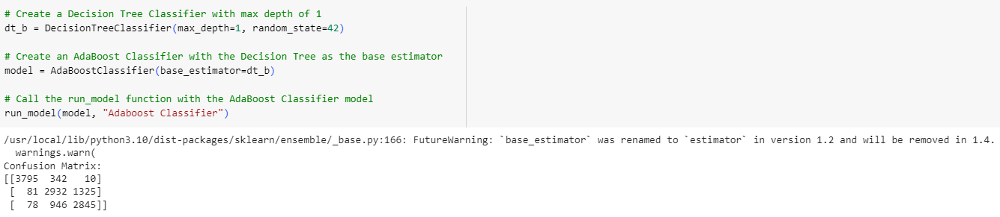 # Create a Decision Tree Classifier with max depth of 1
dt_b = DecisionTreeClassifier(max_depth=1, random_state=42)
# Create an AdaBoost Classifier with the Decision Tree as the base estimator
model = AdaBoostClassifier(base_estimator=dt_b)
# Call the run_model function with the AdaBoost Classifier model
run_model(model, "Adaboost Classifier")
/usr/local/lib/python3.10/dist-packages/sklearn/ensemble/_base.py:166: FutureWarning: `base_estimator` was renamed to `estimator` in version 1.2 and will be removed in 1.4.
  warnings.warn(
Confusion Matrix:
[[3795  342   10]
 [  81 2932 1325]
 [  78  946 2845]]